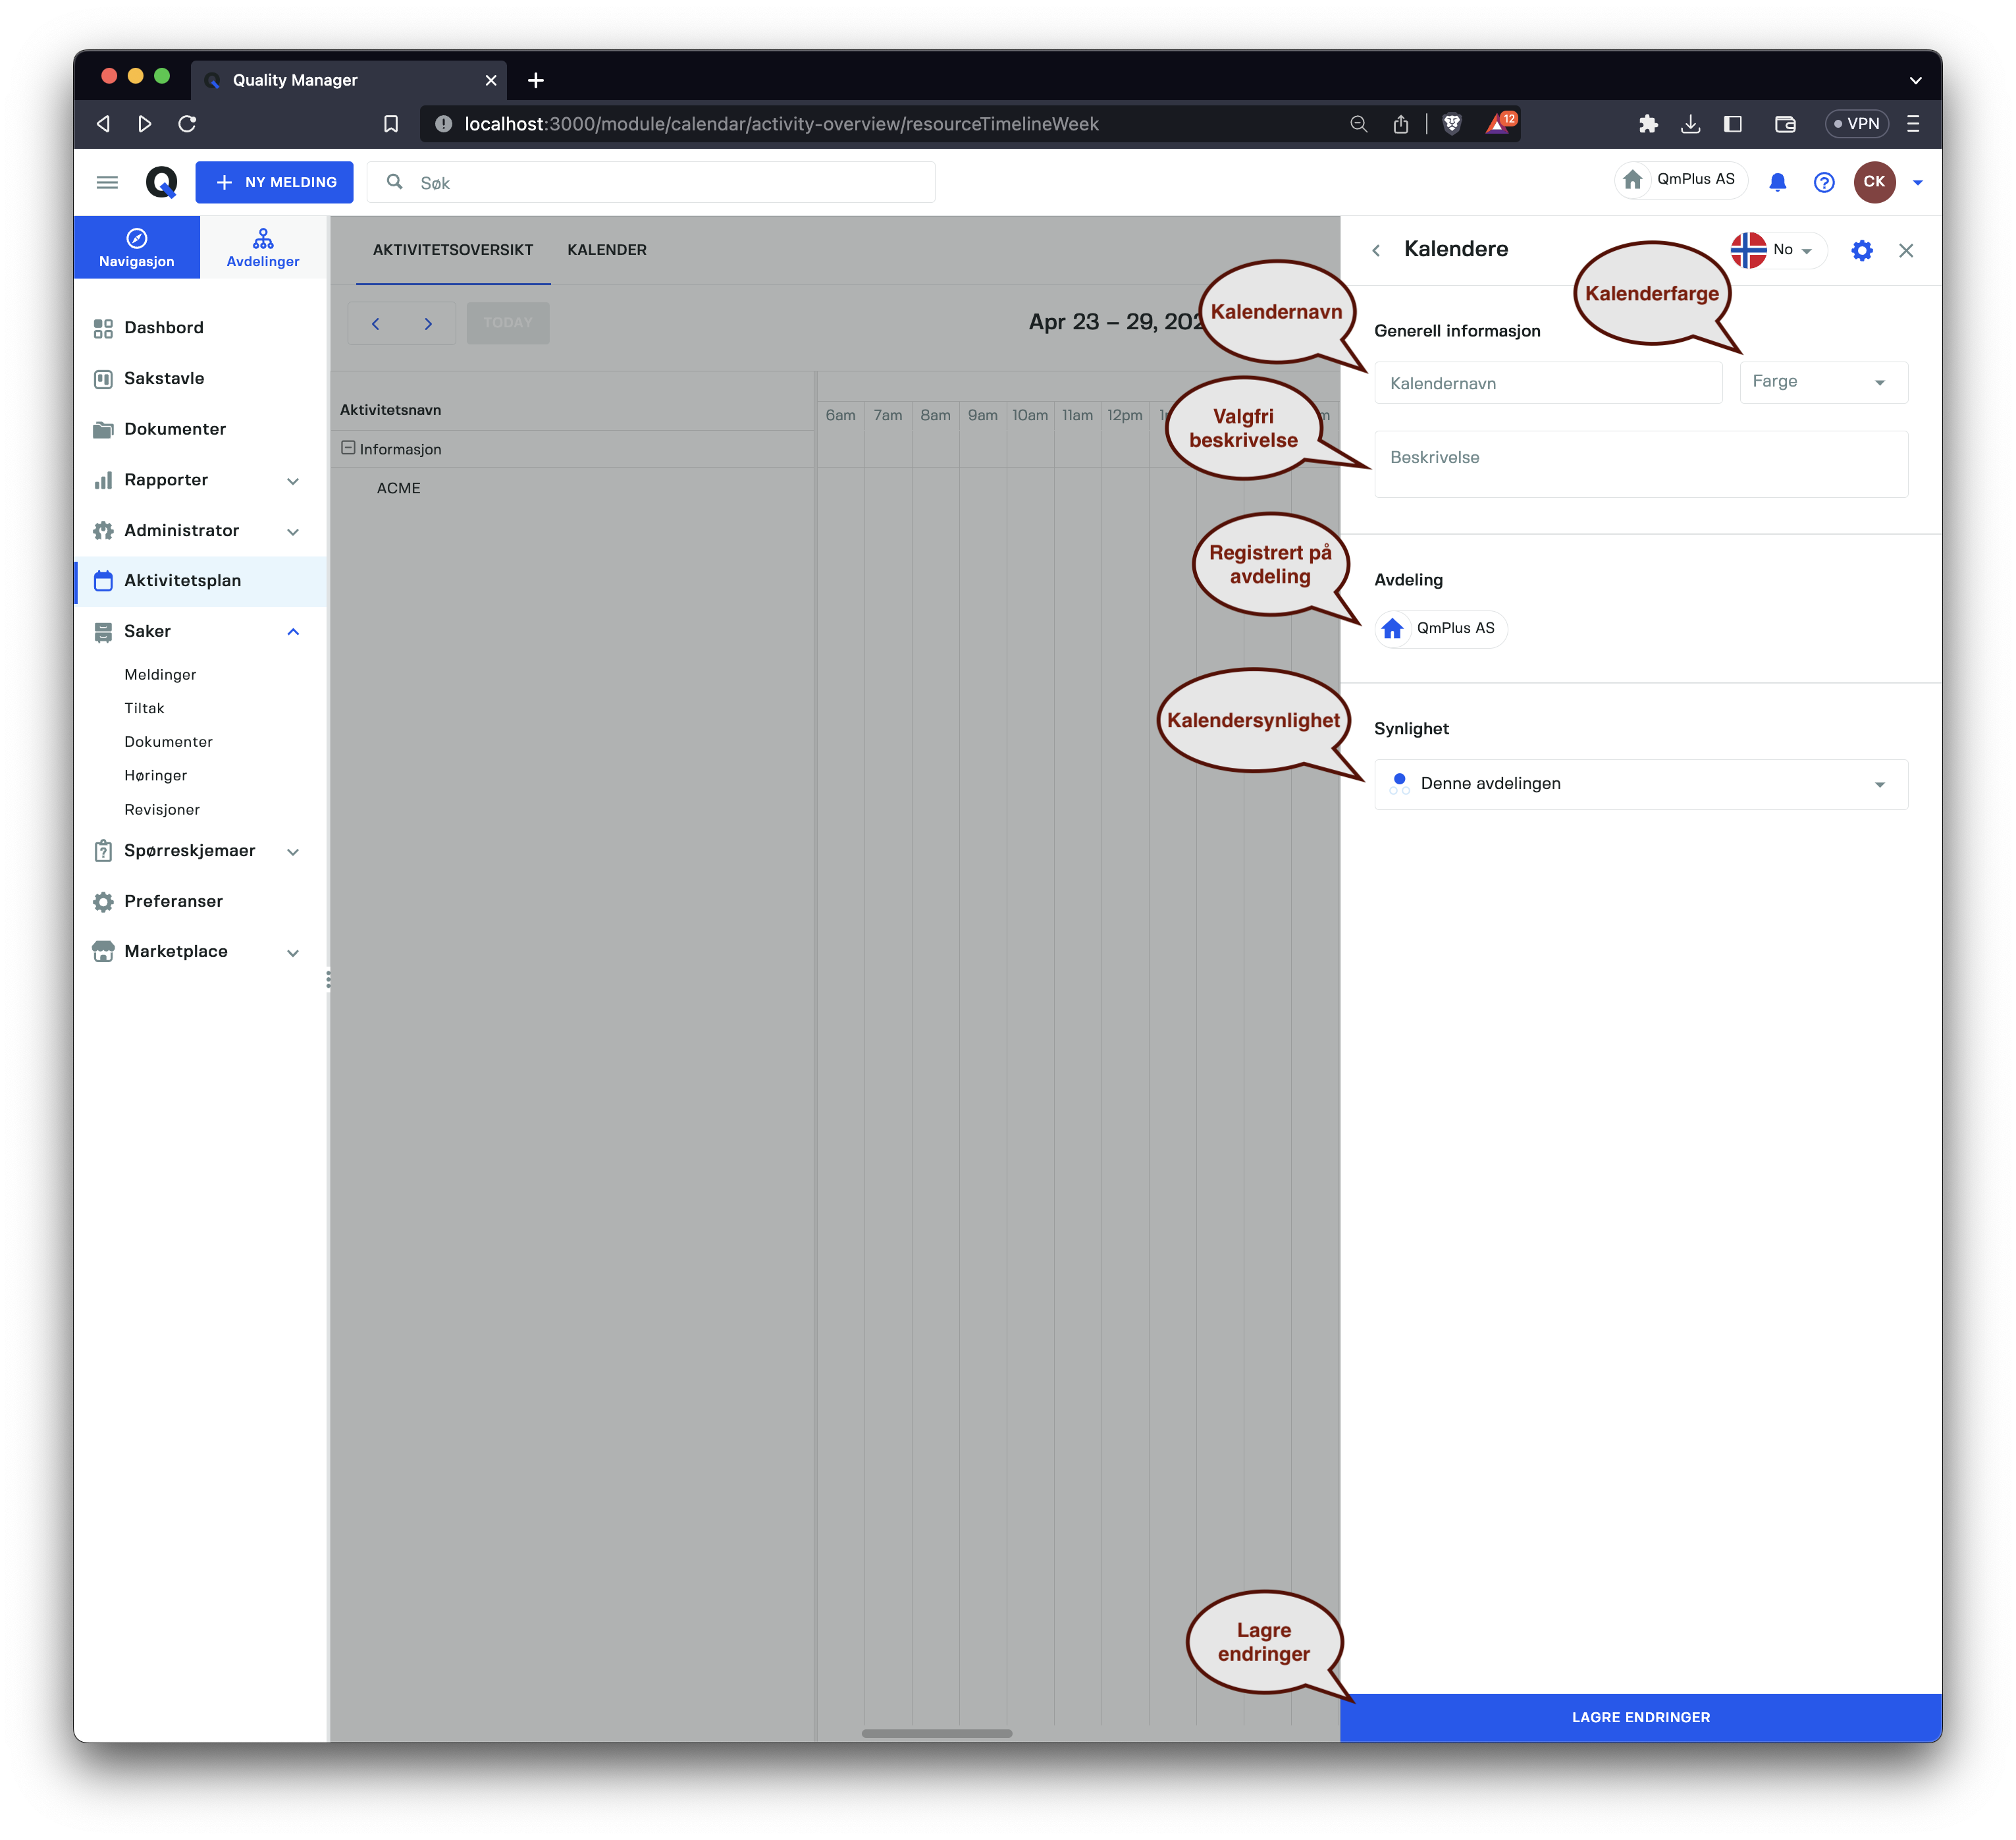 Quality Manager
localhost:3000/module/calendar/activity-overview/resourceTimelineWeek
12
VPN
NY MELDING
Søk
QmPlus AS
CK
Navigasjon
Avdelinger
Dashbord
Sakstavle
Dokumenter
Rapporter
Administrator
Aktivitetsplan
Saker
Meldinger
Tiltak
Dokumenter
Høringer
Revisjoner
Spørreskjemaer
Preferanser
Marketplace
AKTIVITETSOVERSIKT KALENDER
TODAY
Apr 23 – 29, 202
Aktivitetsnavn
6am 7am 8am 9am 10am 11am 12pm
Informasjon
ACME
Kalendere
No
Kalenderfarge
Kalendernavn
Generell informasjon
Kalendernavn
Farge
Valgfri
beskrivelse
Beskrivelse
Registrert på
avdeling
Avdeling
QmPlus AS
Kalendersynlighet
Synlighet
Denne avdelingen
Lagre
endringer
LAGRE ENDRINGER